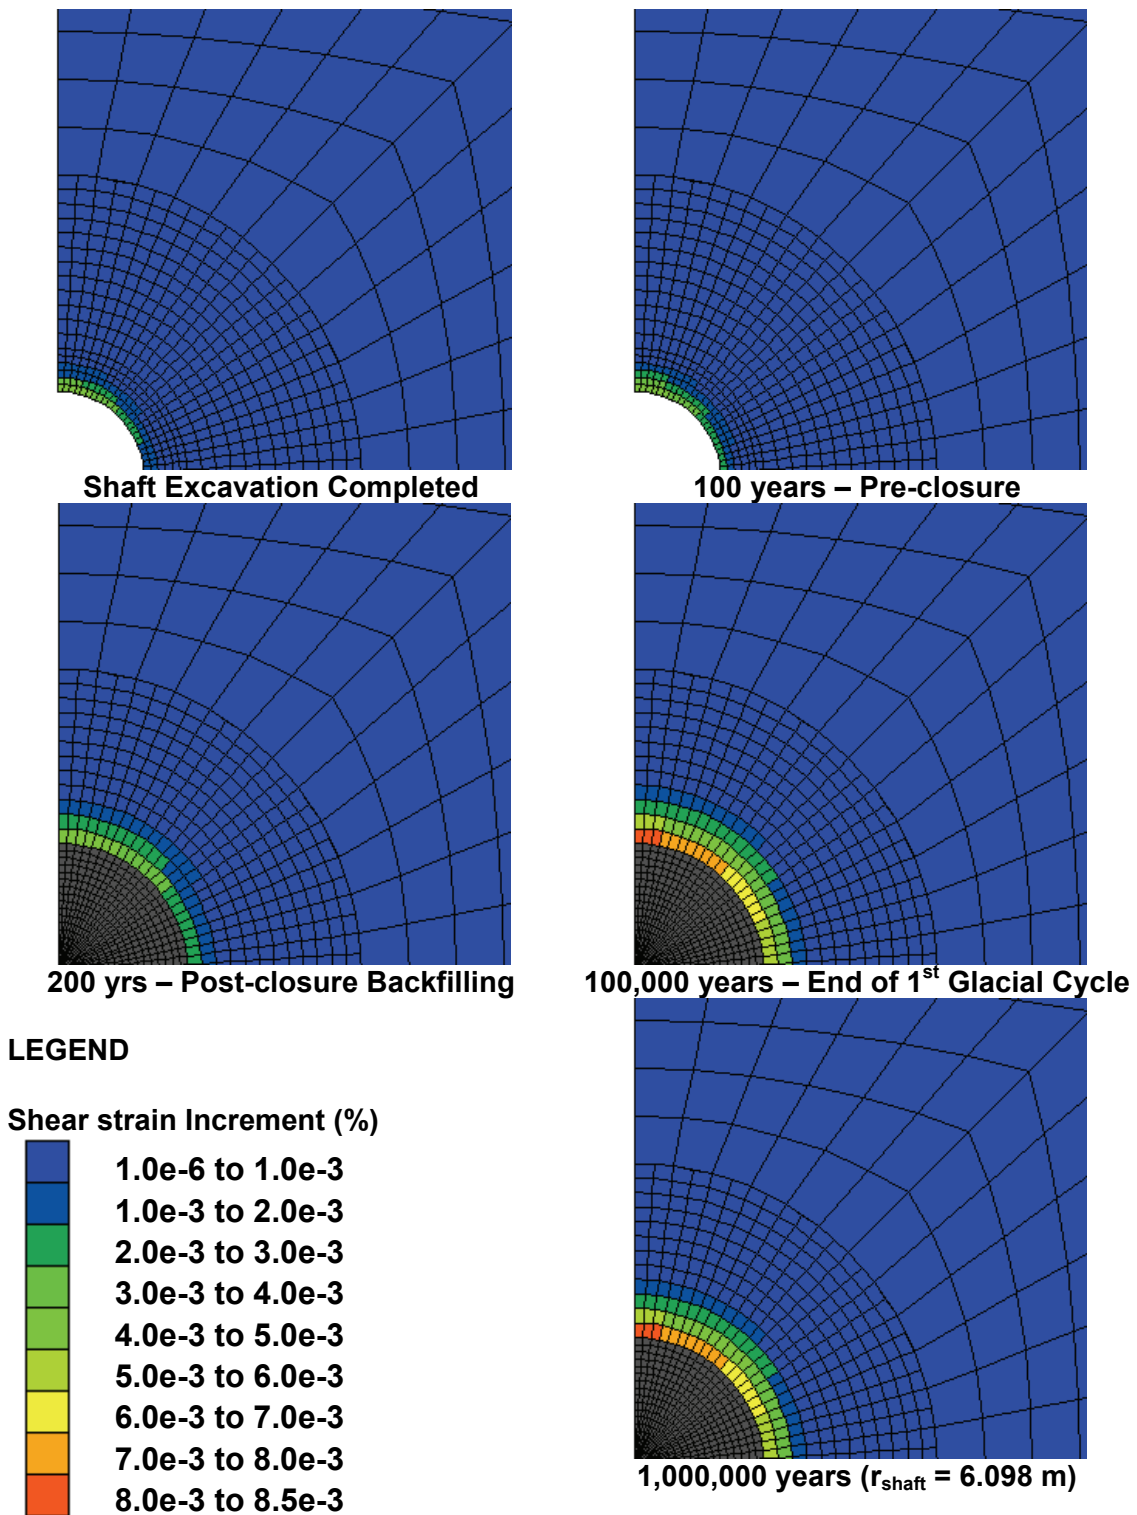 Shaft Excavation Completed
100 years – Pre-closure
200 yrs – Post-closure Backfilling
100,000 years – End of 1st Glacial Cycle
LEGEND
Shear strain Increment (%)
1.0e-6 to 1.0e-3
1.0e-3 to 2.0e-3
2.0e-3 to 3.0e-3
3.0e-3 to 4.0e-3
4.0e-3 to 5.0e-3
5.0e-3 to 6.0e-3
6.0e-3 to 7.0e-3
7.0e-3 to 8.0e-3
8.0e-3 to 8.5e-3
1,000,000 years (rshaft = 6.098 m)